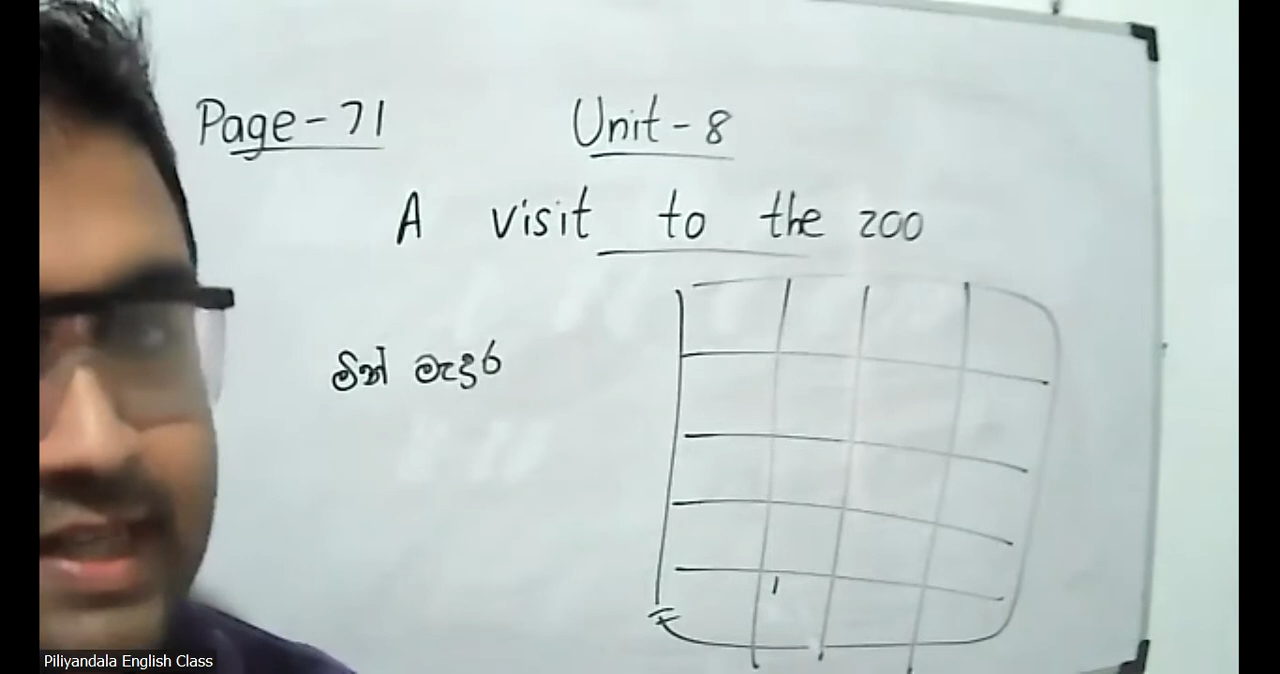 Page - 71
Unit - 8
A visit to the zoo
මින් මැදුර
Piliyandala English Class